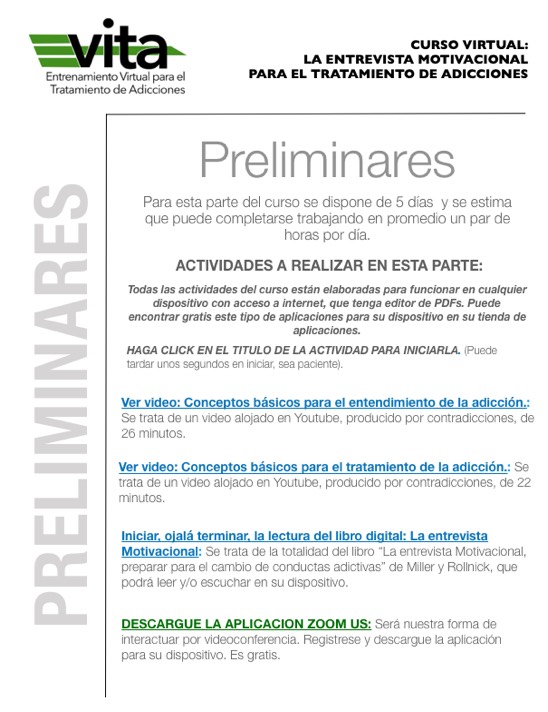 vita
Entrenamiento Virtual para el
Tratamiento de Adicciones
CURSO VIRTUAL:
LA ENTREVISTA MOTIVACIONAL
PARA EL TRATAMIENTO DE ADICCIONES
PRELIMINARES
Preliminares
Para esta parte del curso se dispone de 5 días y se estima
que puede completarse trabajando en promedio un par de
horas por día.
ACTIVIDADES A REALIZAR EN ESTA PARTE:
Todas las actividades del curso están elaboradas para funcionar en cualquier
dispositivo con acceso a internet, que tenga editor de PDFs. Puede
encontrar gratis este tipo de aplicaciones para su dispositivo en su tienda de
aplicaciones.
HAGA CLICK EN EL TITULO DE LA ACTIVIDAD PARA INICIARLA. (Puede
tardar unos segundos en iniciar, sea paciente).
Ver video: Conceptos básicos para el entendimiento de la adicción.:
Se trata de un video alojado en Youtube, producido por contradicciones, de
26 minutos.
Ver video: Conceptos básicos para el tratamiento de la adicción.: Se
trata de un video alojado en Youtube, producido por contradicciones, de 22
minutos.
Iniciar, ojalá terminar, la lectura del libro digital: La entrevista
Motivacional: Se trata de la totalidad del libro “La entrevista Motivacional,
preparar para el cambio de conductas adictivas” de Miller y Rollnick, que
podrá leer y/o escuchar en su dispositivo.
DESCARGUE LA APLICACION ZOOM US: Será nuestra forma de
interactuar por videoconferencia. Registrese y descargue la applicación
para su dispositivo. Es gratis.